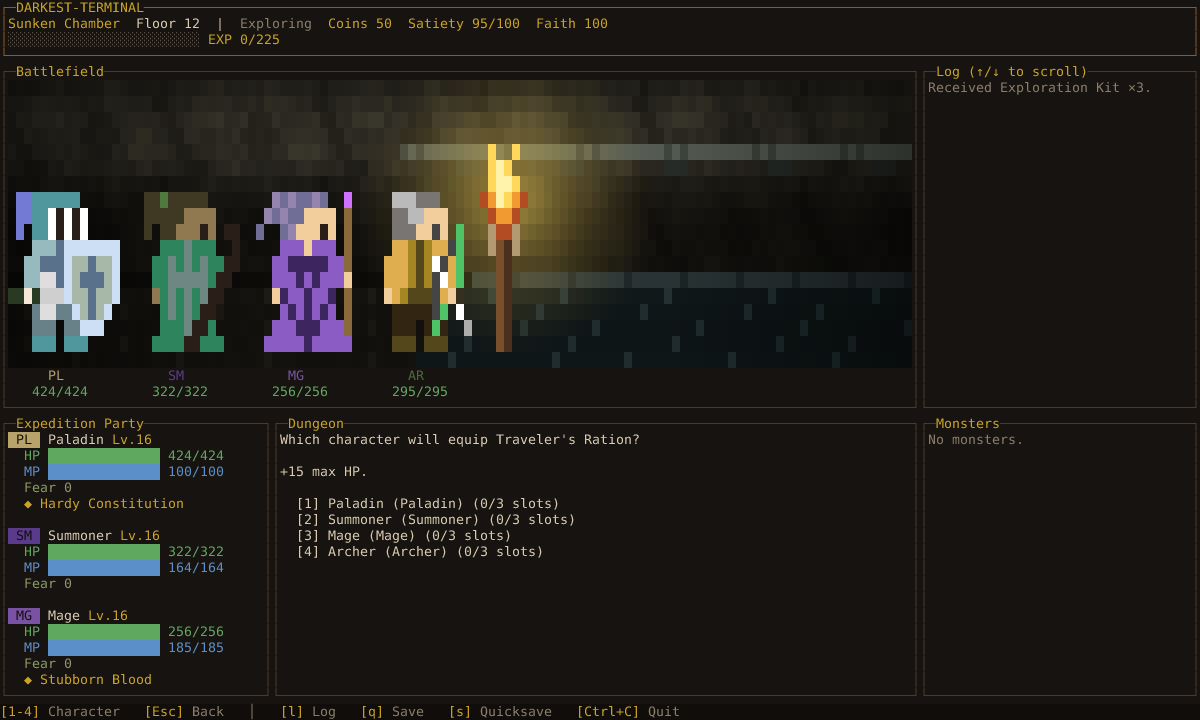 DARKEST-TERMINAL
Sunken Chamber  Floor 12  |  Exploring  Coins 50  Satiety 95/100  Faith 100
EXP 0/225
Battlefield
PL SM MG AR
424/424 322/322 256/256 295/295
Log (↑/↓ to scroll)
Received Exploration Kit ×3.
Expedition Party
PL Paladin Lv.16
HP 424/424
MP 100/100
Fear 0
◆ Hardy Constitution
SM Summoner Lv.16
HP 322/322
MP 164/164
Fear 0
MG Mage Lv.16
HP 256/256
MP 185/185
Fear 0
◆ Stubborn Blood
Dungeon
Which character will equip Traveler's Ration?
+15 max HP.
[1] Paladin (Paladin) (0/3 slots)
[2] Summoner (Summoner) (0/3 slots)
[3] Mage (Mage) (0/3 slots)
[4] Archer (Archer) (0/3 slots)
Monsters
No monsters.
[1-4] Character  [Esc] Back  │  [l] Log  [q] Save  [s] Quicksave  [Ctrl+C] Quit